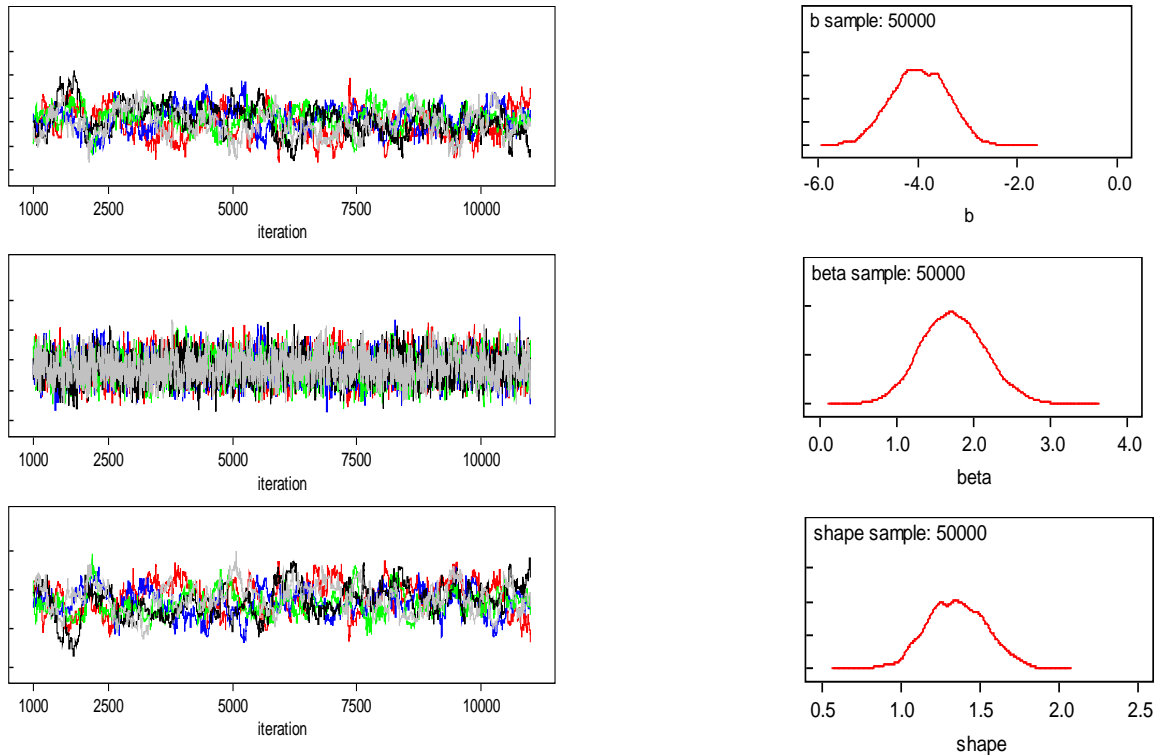 1000 2500 5000 7500 10000
iteration
b sample: 50000
-6.0 -4.0 -2.0 0.0
b
1000 2500 5000 7500 10000
iteration
beta sample: 50000
0.0 1.0 2.0 3.0 4.0
beta
1000 2500 5000 7500 10000
iteration
shape sample: 50000
0.5 1.0 1.5 2.0 2.5
shape